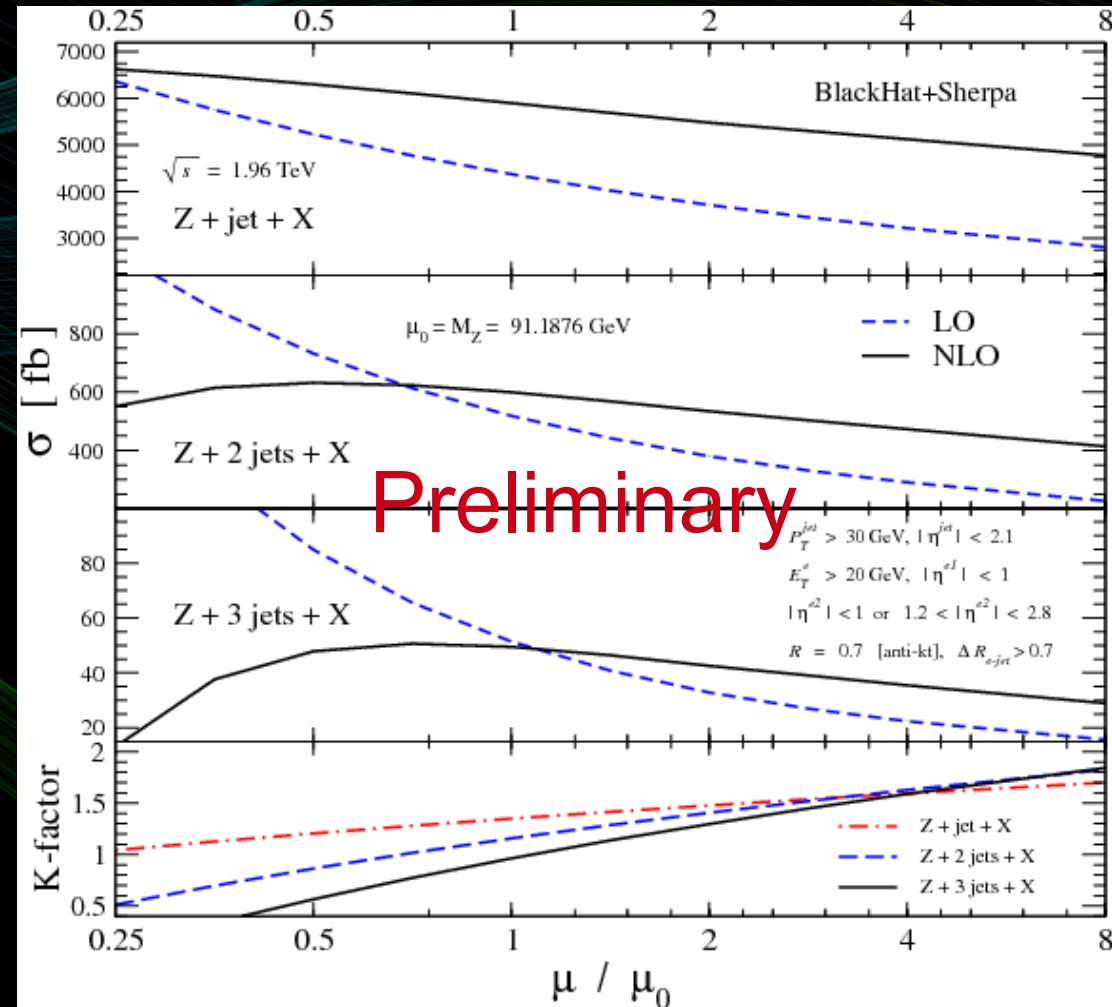 0.25 0.5 1 2 4 8
7000
6000
5000
4000
3000
BlackHat+Sherpa
√s = 1.96 TeV
Z + jet + X
800
600
400
μ₀ = M_Z = 91.1876 GeV
LO
NLO
Z + 2 jets + X
σ [ fb ]
Preliminary
80
60
40
20
P_T^{jet} > 30 GeV, | η^{jet} | < 2.1
E_T^{e} > 20 GeV, | η^{e1} | < 1
| η^{e2} | < 1 or 1.2 < | η^{e2} | < 2.8
R = 0.7 [anti-kt], Δ R_{e-jet} > 0.7
Z + 3 jets + X
2
1.5
1
0.5
K-factor
Z + jet + X
Z + 2 jets + X
Z + 3 jets + X
0.25 0.5 1 2 4 8
μ / μ₀